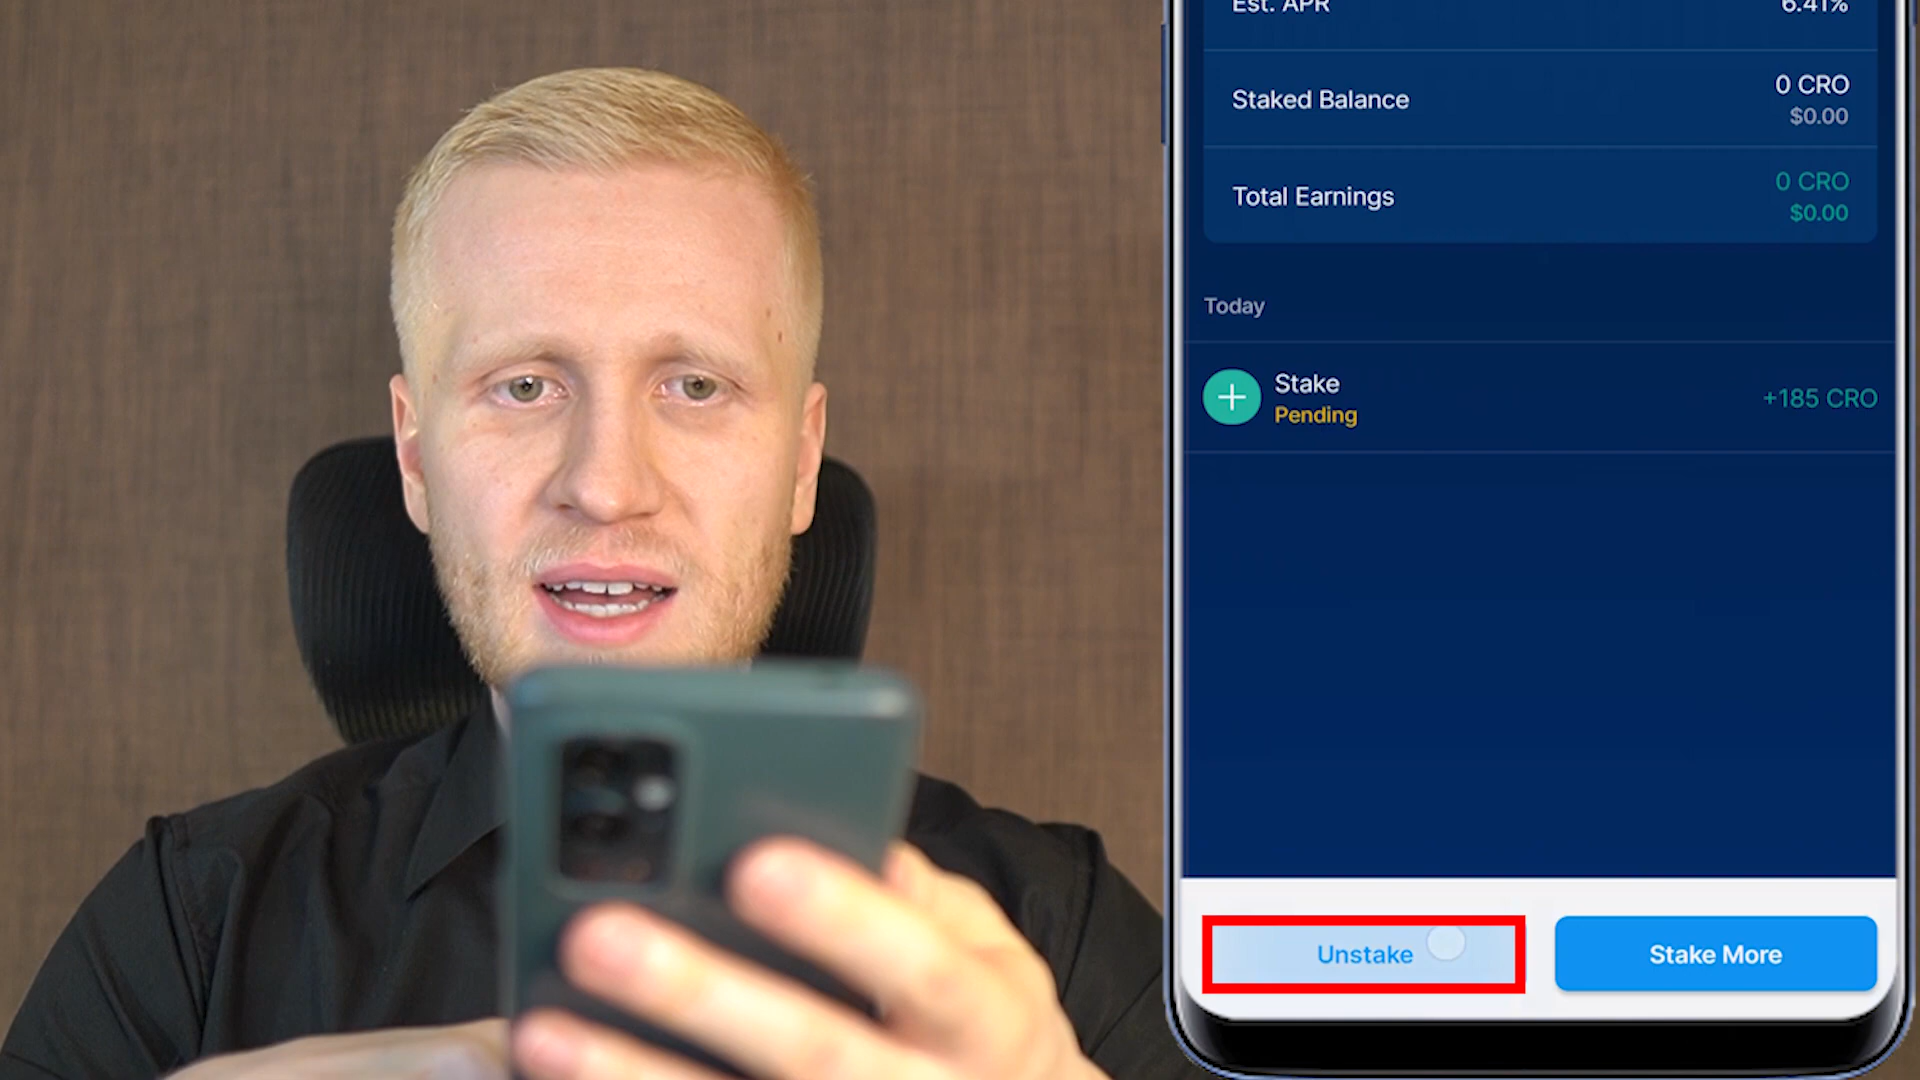 Est. APR 6.41%
Staked Balance 0 CRO
$0.00
Total Earnings 0 CRO
$0.00
Today
Stake
Pending +185 CRO
Unstake Stake More